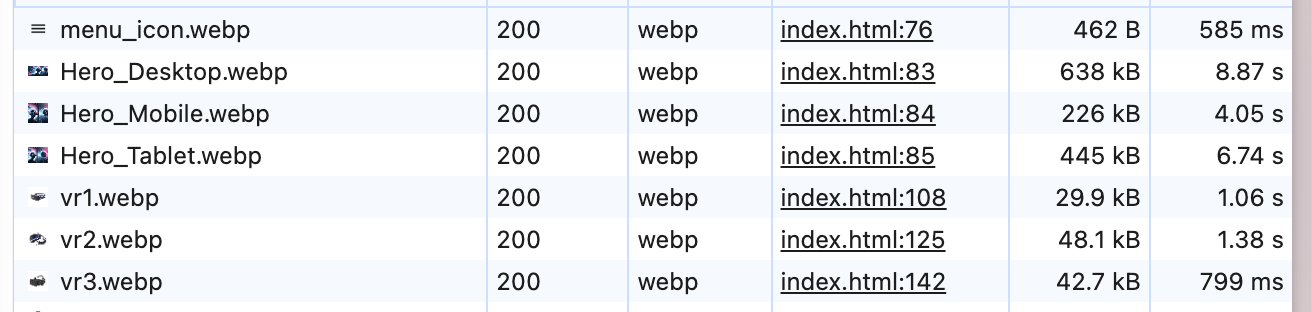 menu_icon.webp 200 webp index.html:76 462 B 585 ms
Hero_Desktop.webp 200 webp index.html:83 638 kB 8.87 s
Hero_Mobile.webp 200 webp index.html:84 226 kB 4.05 s
Hero_Tablet.webp 200 webp index.html:85 445 kB 6.74 s
vr1.webp 200 webp index.html:108 29.9 kB 1.06 s
vr2.webp 200 webp index.html:125 48.1 kB 1.38 s
vr3.webp 200 webp index.html:142 42.7 kB 799 ms